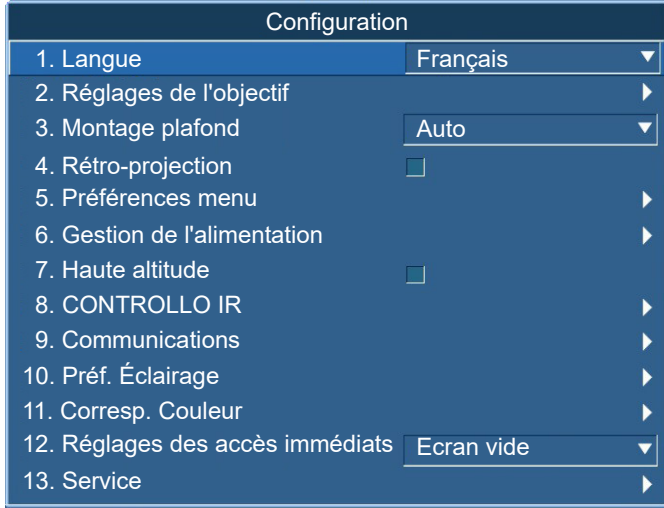 Configuration
1. Langue Français
2. Réglages de l'objectif
3. Montage plafond Auto
4. Rétro-projection
5. Préférences menu
6. Gestion de l'alimentation
7. Haute altitude
8. CONTROLLO IR
9. Communications
10. Préf. Éclairage
11. Corresp. Couleur
12. Réglages des accès immédiats Ecran vide
13. Service